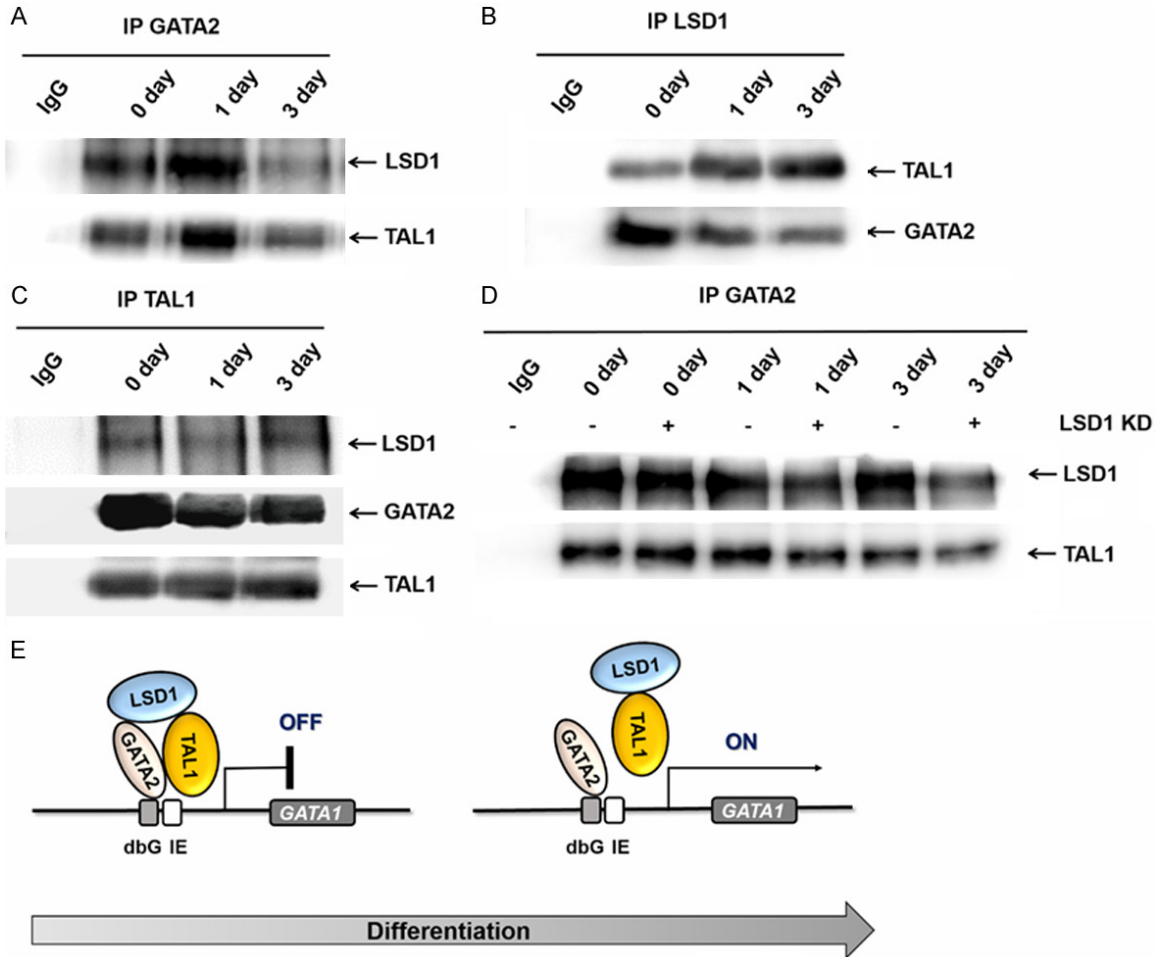 A
IP GATA2
IgG 0 day 1 day 3 day
LSD1
TAL1
B
IP LSD1
IgG 0 day 1 day 3 day
TAL1
GATA2
C
IP TAL1
IgG 0 day 1 day 3 day
LSD1
GATA2
TAL1
D
IP GATA2
IgG 0 day 0 day 1 day 1 day 3 day 3 day
- - + - + - + LSD1 KD
LSD1
TAL1
E
LSD1
GATA2 TAL1
OFF
GATA1
dbG IE
LSD1
GATA2 TAL1
ON
GATA1
dbG IE
Differentiation